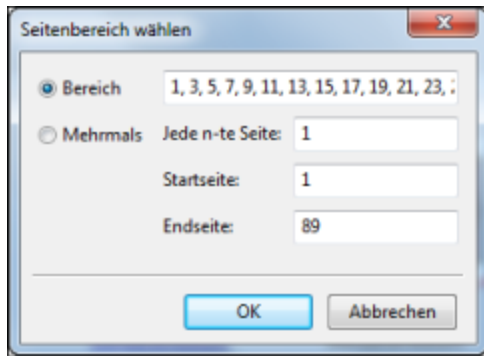 Seitenbereich wählen
Bereich 1, 3, 5, 7, 9, 11, 13, 15, 17, 19, 21, 23,
Mehrmals Jede n-te Seite: 1
Startseite: 1
Endseite: 89
OK Abbrechen